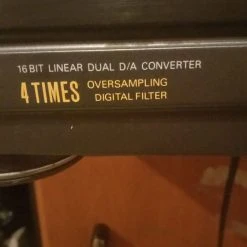 16 BIT LINEAR DUAL D/A CONVERTER
4 TIMES OVERSAMPLING
DIGITAL FILTER